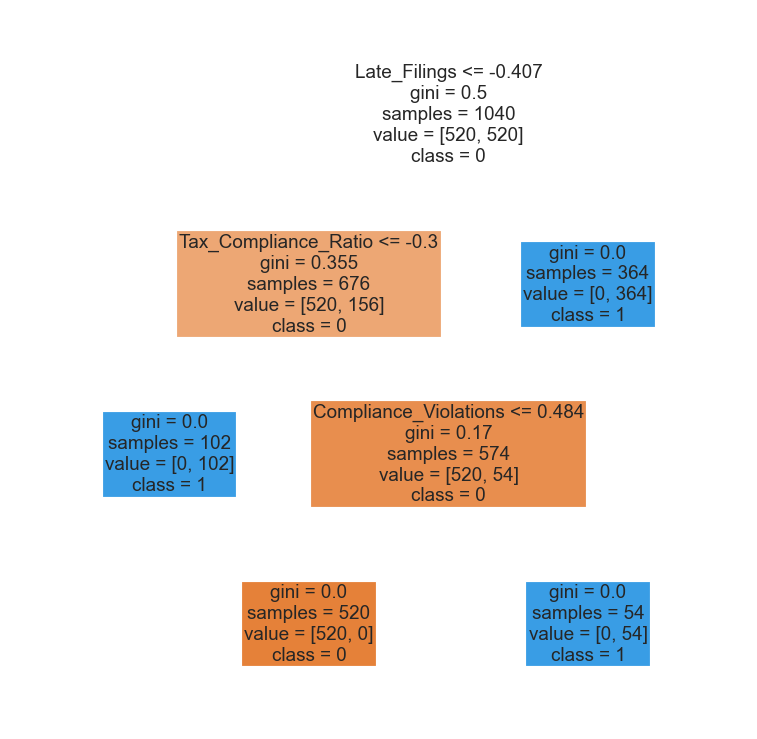 Late_Filings <= -0.407
gini = 0.5
samples = 1040
value = [520, 520]
class = 0
Tax_Compliance_Ratio <= -0.3
gini = 0.355
samples = 676
value = [520, 156]
class = 0
gini = 0.0
samples = 364
value = [0, 364]
class = 1
gini = 0.0
samples = 102
value = [0, 102]
class = 1
Compliance_Violations <= 0.484
gini = 0.17
samples = 574
value = [520, 54]
class = 0
gini = 0.0
samples = 520
value = [520, 0]
class = 0
gini = 0.0
samples = 54
value = [0, 54]
class = 1